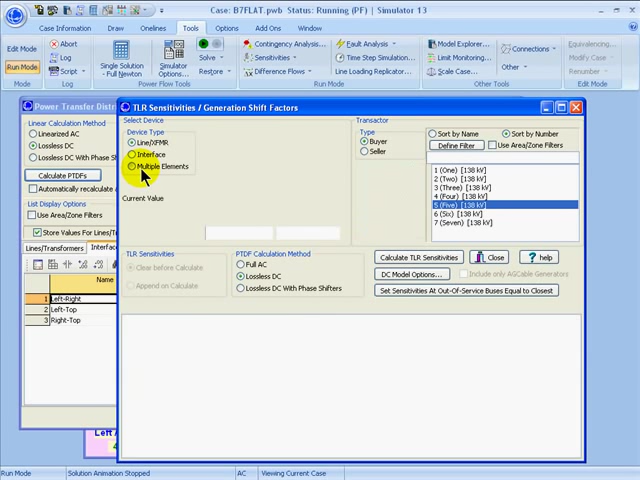 Case: B7FLAT.pwb Status: Running (PF) - Simulator 13
Case Information Draw Onelines Tools Options Add Ons Window
Edit Mode
Run Mode
Mode
Abort
Log
Script
Log
Single Solution - Full Newton
Simulator Options...
Solve
Restore
Power Flow Tools
Contingency Analysis...
Sensitivities
Difference Flows
Fault Analysis
Time Step Simulation...
Line Loading Replicator...
Run Mode
Model Explorer...
Limit Monitoring...
Scale Case...
Connections
Other
Other Tools
Equivalencing...
Modify Case
Renumber
Edit Mode
Power Transfer Distr
Linear Calculation Method
Linearized AC
Lossless DC
Lossless DC With Phase Sh
Calculate PTDFs
Automatically recalculate
List Display Options
Use Area/Zone Filters
Store Values For Lines/Tr
Lines/Transformers Interfac
Name
1 Left-Right
2 Left-Top
3 Right-Top
Left A
TLR Sensitivities / Generation Shift Factors
Select Device
Device Type
Line/XFMR
Interface
Multiple Elements
Current Value
Transactor
Type
Buyer
Seller
Sort by Name
Sort by Number
Define Filter
Use Area/Zone Filters
1 (One) [138 kV]
2 (Two) [138 kV]
3 (Three) [138 kV]
4 (Four) [138 kV]
5 (Five) [138 kV]
6 (Six) [138 kV]
7 (Seven) [138 kV]
TLR Sensitivities
Clear before Calculate
Append on Calculate
PTDF Calculation Method
Full AC
Lossless DC
Lossless DC With Phase Shifters
Calculate TLR Sensitivities
Close
? help
DC Model Options...
Include only AGCable Generators
Set Sensitivities At Out-Of-Service Buses Equal to Closest
Run Mode Solution Animation Stopped AC Viewing Current Case